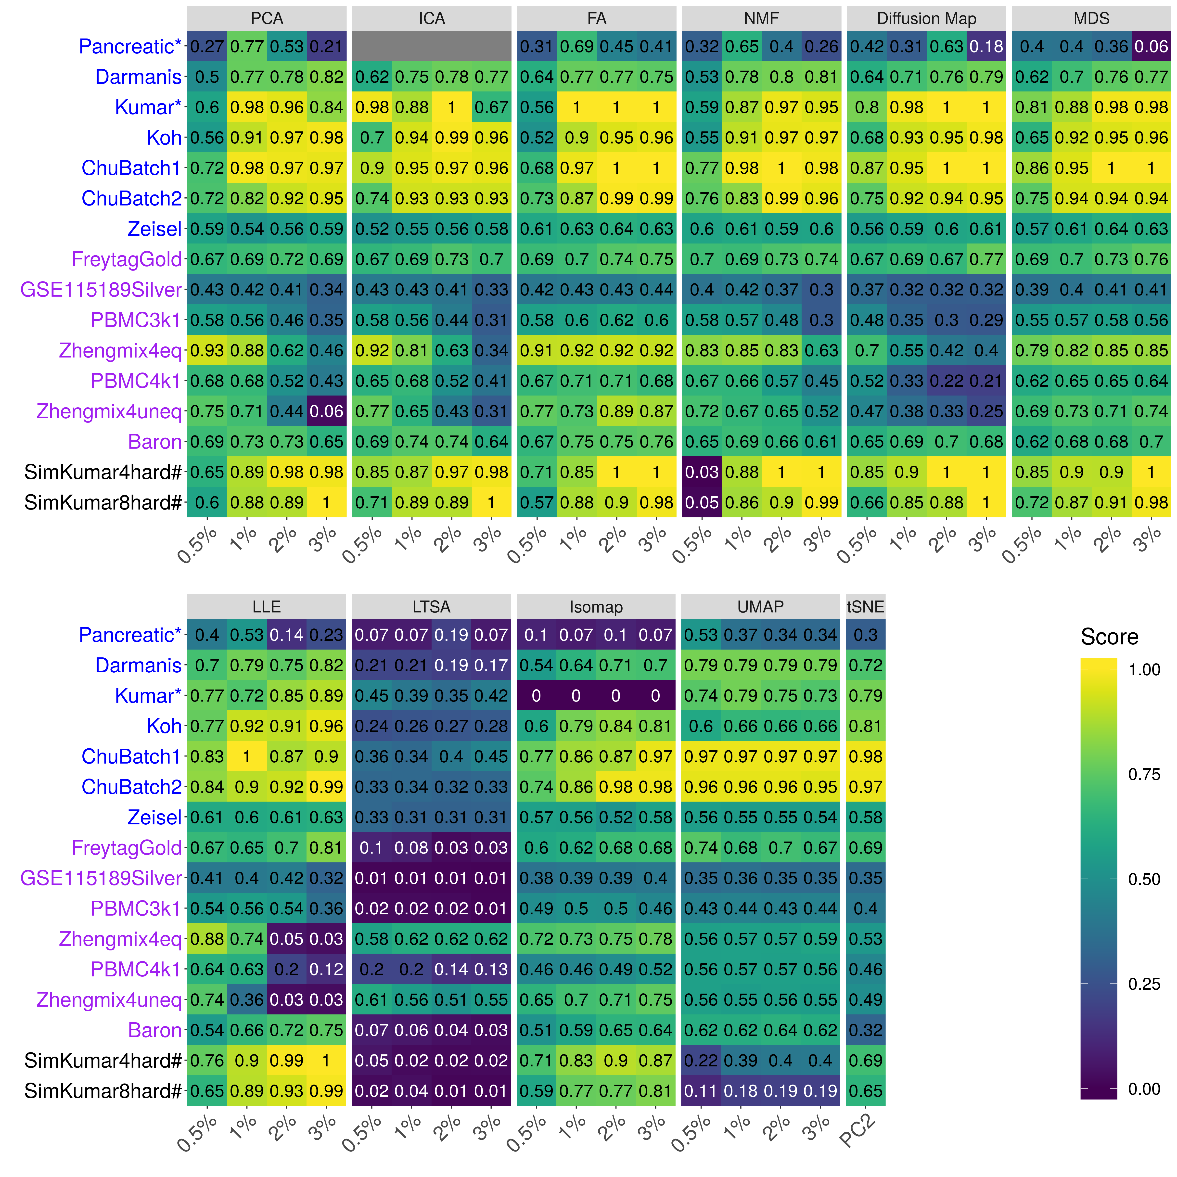 PCA ICA FA NMF Diffusion Map MDS
Pancreatic* 0.27 0.77 0.53 0.21 0.31 0.69 0.45 0.41 0.32 0.65 0.4 0.26 0.42 0.31 0.63 0.18 0.4 0.4 0.36 0.06
Darmanis 0.5 0.77 0.78 0.82 0.62 0.75 0.78 0.77 0.64 0.77 0.77 0.75 0.53 0.78 0.8 0.81 0.64 0.71 0.76 0.79 0.62 0.7 0.76 0.77
Kumar* 0.6 0.98 0.96 0.84 0.98 0.88 1 0.67 0.56 1 1 1 0.59 0.87 0.97 0.95 0.8 0.98 1 1 0.81 0.88 0.98 0.98
Koh 0.56 0.91 0.97 0.98 0.7 0.94 0.99 0.96 0.52 0.9 0.95 0.96 0.55 0.91 0.97 0.97 0.68 0.93 0.95 0.98 0.65 0.92 0.95 0.96
ChuBatch1 0.72 0.98 0.97 0.97 0.9 0.95 0.97 0.96 0.68 0.97 1 1 0.77 0.98 1 0.98 0.87 0.95 1 1 0.86 0.95 1 1
ChuBatch2 0.72 0.82 0.92 0.95 0.74 0.93 0.93 0.93 0.73 0.87 0.99 0.99 0.76 0.83 0.99 0.96 0.75 0.92 0.94 0.95 0.75 0.94 0.94 0.94
Zeisel 0.59 0.54 0.56 0.59 0.52 0.55 0.56 0.58 0.61 0.63 0.64 0.63 0.6 0.61 0.59 0.6 0.56 0.59 0.6 0.61 0.57 0.61 0.64 0.63
FreytagGold 0.67 0.69 0.72 0.69 0.67 0.69 0.73 0.7 0.69 0.7 0.74 0.75 0.7 0.69 0.73 0.74 0.67 0.69 0.67 0.77 0.69 0.7 0.73 0.76
GSE115189Silver 0.43 0.42 0.41 0.34 0.43 0.43 0.41 0.33 0.42 0.43 0.43 0.44 0.4 0.42 0.37 0.3 0.37 0.32 0.32 0.32 0.39 0.4 0.41 0.41
PBMC3k1 0.58 0.56 0.46 0.35 0.58 0.56 0.44 0.31 0.58 0.6 0.62 0.6 0.58 0.57 0.48 0.3 0.48 0.35 0.3 0.29 0.55 0.57 0.58 0.56
Zhengmix4eq 0.93 0.88 0.62 0.46 0.92 0.81 0.63 0.34 0.91 0.92 0.92 0.92 0.83 0.85 0.83 0.63 0.7 0.55 0.42 0.4 0.79 0.82 0.85 0.85
PBMC4k1 0.68 0.68 0.52 0.43 0.65 0.68 0.52 0.41 0.67 0.71 0.71 0.68 0.67 0.66 0.57 0.45 0.52 0.33 0.22 0.21 0.62 0.65 0.65 0.64
Zhengmix4uneq 0.75 0.71 0.44 0.06 0.77 0.65 0.43 0.31 0.77 0.73 0.89 0.87 0.72 0.67 0.65 0.52 0.47 0.38 0.33 0.25 0.69 0.73 0.71 0.74
Baron 0.69 0.73 0.73 0.65 0.69 0.74 0.74 0.64 0.67 0.75 0.75 0.76 0.65 0.69 0.66 0.61 0.65 0.69 0.7 0.68 0.62 0.68 0.68 0.7
SimKumar4hard# 0.65 0.89 0.98 0.98 0.85 0.87 0.97 0.98 0.71 0.85 1 1 0.03 0.88 1 1 0.85 0.9 1 1 0.85 0.9 0.9 1
SimKumar8hard# 0.6 0.88 0.89 1 0.71 0.89 0.89 1 0.57 0.88 0.9 0.98 0.05 0.86 0.9 0.99 0.66 0.85 0.88 1 0.72 0.87 0.91 0.98
0.5% 1% 2% 3% 0.5% 1% 2% 3% 0.5% 1% 2% 3% 0.5% 1% 2% 3% 0.5% 1% 2% 3% 0.5% 1% 2% 3%
LLE LTSA Isomap UMAP tSNE
Pancreatic* 0.4 0.53 0.14 0.23 0.07 0.07 0.19 0.07 0.1 0.07 0.1 0.07 0.53 0.37 0.34 0.34 0.3
Darmanis 0.7 0.79 0.75 0.82 0.21 0.21 0.19 0.17 0.54 0.64 0.71 0.7 0.79 0.79 0.79 0.79 0.72
Kumar* 0.77 0.72 0.85 0.89 0.45 0.39 0.35 0.42 0 0 0 0 0.74 0.79 0.75 0.73 0.79
Koh 0.77 0.92 0.91 0.96 0.24 0.26 0.27 0.28 0.6 0.79 0.84 0.81 0.6 0.66 0.66 0.66 0.81
ChuBatch1 0.83 1 0.87 0.9 0.36 0.34 0.4 0.45 0.77 0.86 0.87 0.97 0.97 0.97 0.97 0.97 0.98
ChuBatch2 0.84 0.9 0.92 0.99 0.33 0.34 0.32 0.33 0.74 0.86 0.98 0.98 0.96 0.96 0.96 0.95 0.97
Zeisel 0.61 0.6 0.61 0.63 0.33 0.31 0.31 0.31 0.57 0.56 0.52 0.58 0.56 0.55 0.55 0.54 0.58
FreytagGold 0.67 0.65 0.7 0.81 0.1 0.08 0.03 0.03 0.6 0.62 0.68 0.68 0.74 0.68 0.7 0.67 0.69
GSE115189Silver 0.41 0.4 0.42 0.32 0.01 0.01 0.01 0.01 0.38 0.39 0.39 0.4 0.35 0.36 0.35 0.35 0.35
PBMC3k1 0.54 0.56 0.54 0.36 0.02 0.02 0.02 0.01 0.49 0.5 0.5 0.46 0.43 0.44 0.43 0.44 0.4
Zhengmix4eq 0.88 0.74 0.05 0.03 0.58 0.62 0.62 0.62 0.72 0.73 0.75 0.78 0.56 0.57 0.57 0.59 0.53
PBMC4k1 0.64 0.63 0.2 0.12 0.2 0.2 0.14 0.13 0.46 0.46 0.49 0.52 0.56 0.57 0.57 0.56 0.46
Zhengmix4uneq 0.74 0.36 0.03 0.03 0.61 0.56 0.51 0.55 0.65 0.7 0.71 0.75 0.56 0.55 0.56 0.55 0.49
Baron 0.54 0.66 0.72 0.75 0.07 0.06 0.04 0.03 0.51 0.59 0.65 0.64 0.62 0.62 0.64 0.62 0.32
SimKumar4hard# 0.76 0.9 0.99 1 0.05 0.02 0.02 0.02 0.71 0.83 0.9 0.87 0.22 0.39 0.4 0.4 0.69
SimKumar8hard# 0.65 0.89 0.93 0.99 0.02 0.04 0.01 0.01 0.59 0.77 0.77 0.81 0.11 0.18 0.19 0.19 0.65
0.5% 1% 2% 3% 0.5% 1% 2% 3% 0.5% 1% 2% 3% 0.5% 1% 2% 3% PC2
Score
1.00
0.75
0.50
0.25
0.00